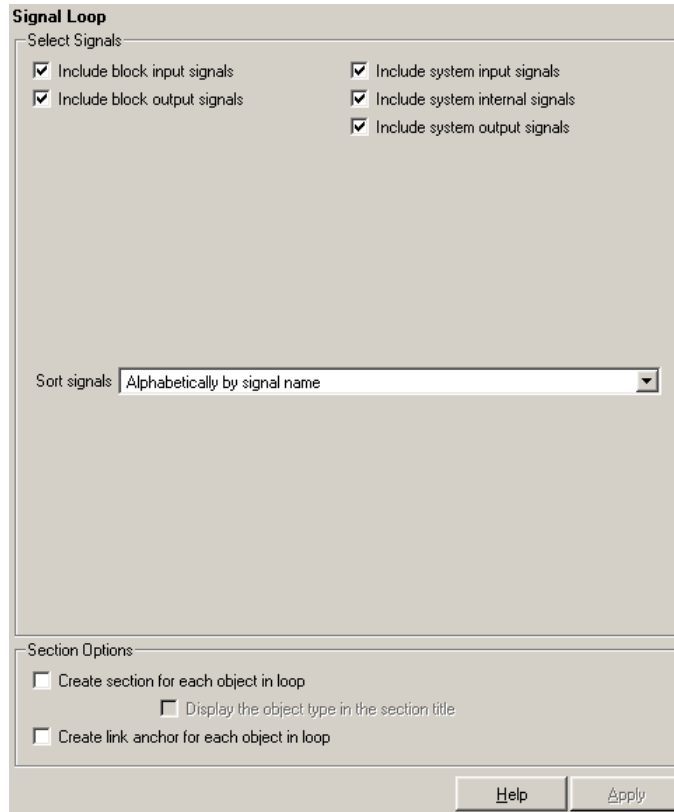 Signal Loop
Select Signals
Include block input signals
Include system input signals
Include block output signals
Include system internal signals
Include system output signals
Sort signals
Alphabetically by signal name
Section Options
Create section for each object in loop
Display the object type in the section title
Create link anchor for each object in loop
Help
Apply